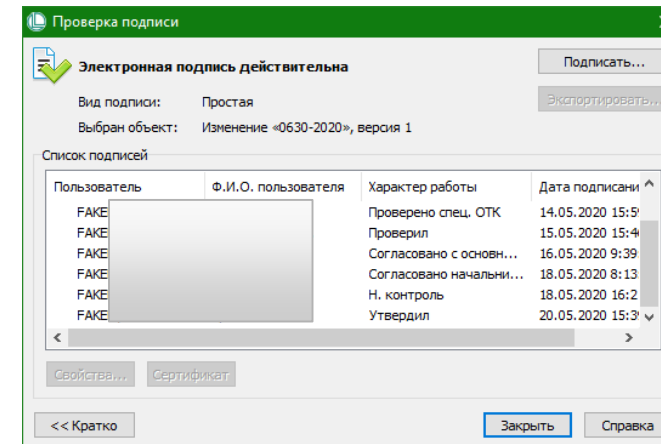 Проверка подписи
Электронная подпись действительна
Подписать...
Вид подписи: Простая
Экспортировать...
Выбран объект: Изменение «0630-2020», версия 1
Список подписей
Пользователь Ф.И.О. пользователя Характер работы Дата подписани
FAKE Проверено спец. ОТК 14.05.2020 15:5
FAKE Проверил 15.05.2020 15:4
FAKE Согласовано с основн... 16.05.2020 9:39
FAKE Согласовано начальни... 18.05.2020 8:13
FAKE Н. контроль 18.05.2020 16:2
FAKE Утвердил 20.05.2020 15:3
Свойства... Сертификат
<< Кратко Закрыть Справка